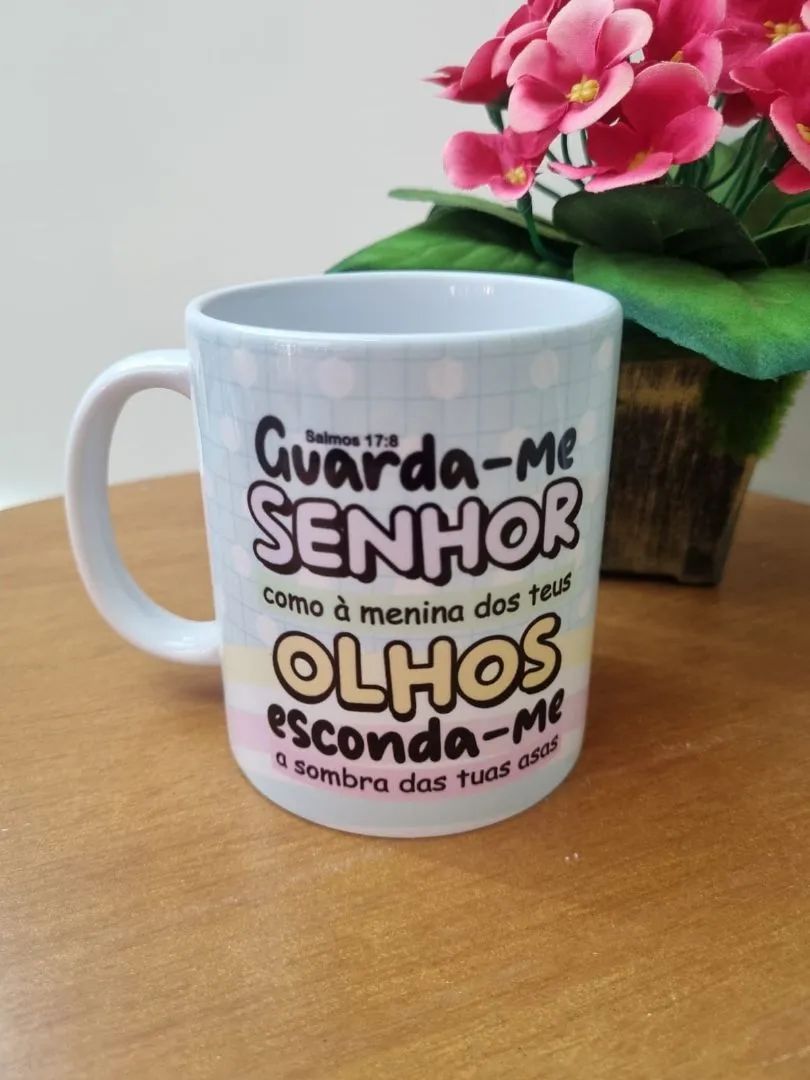 Salmos 17:8
Guarda-me
SENHOR
como à menina dos teus
OLHOS
esconda-me
a sombra das tuas asas